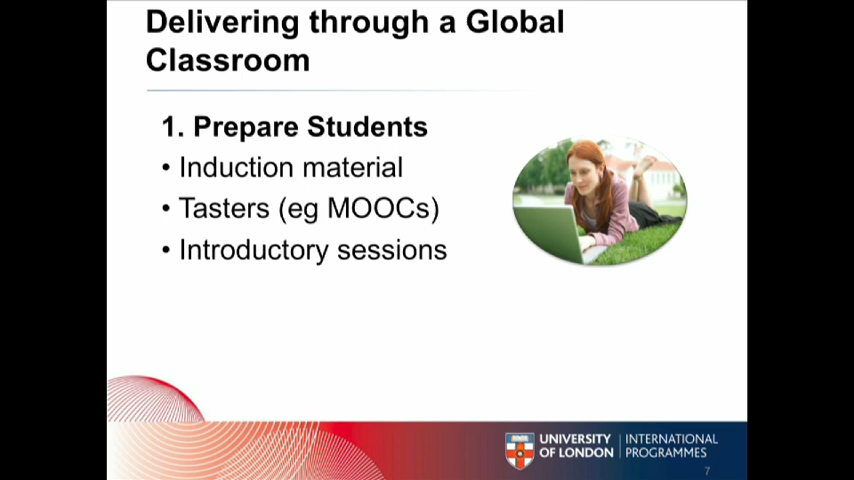 Delivering through a Global
Classroom
1. Prepare Students
• Induction material
• Tasters (eg MOOCs)
• Introductory sessions
UNIVERSITY
OF LONDON
INTERNATIONAL
PROGRAMMES
7